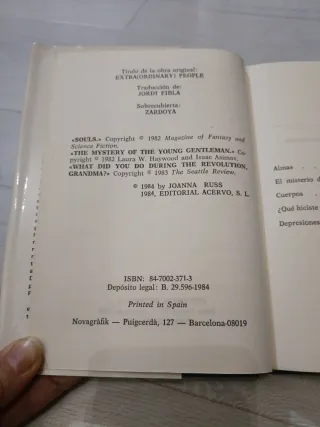 Título de la obra original:
EXTRA(ORDINARY) PEOPLE
Traducción de:
JORDI FIBLA
Sobrecubierta:
ZARDOYA
«SOULS.» Copyright © 1982 Magazine of Fantasy and
Science Fiction.
«THE MYSTERY OF THE YOUNG GENTLEMAN.» Co-
pyright © 1982 Laura W. Haywood and Isaac Asimov.
«WHAT DID YOU DO DURING THE REVOLUTION,
GRANDMA?» Copyright © 1983 The Seattle Review.
© 1984 by JOANNA RUSS
1984, EDITORIAL ACERVO, S. L.
ISBN: 84-7002-371-3
Depósito legal: B. 29.596-1984
Printed in Spain
Novagràfik — Puigcerdà, 127 — Barcelona-08019
Almas
El misterio d
Cuerpos
¿Qué hiciste
Depresiones